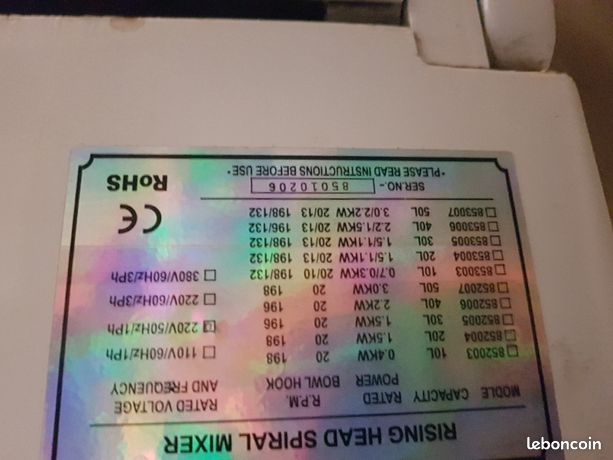 RISING HEAD SPIRAL MIXER
MODLE CAPACITY RATED POWER R.P.M. BOWL HOOK RATED VOLTAGE AND FREQUENCY
852003 10L 0.4KW 20 198 110V/60Hz/1Ph
852004 20L 1.5KW 20 198
852005 30L 1.5KW 20 196 220V/50Hz/1Ph
852006 40L 2.2KW 20 196 220V/60Hz/3Ph
852007 50L 3.0KW 20 198
853003 10L 0.7/0.3KW 20/10 198/132 380V/60Hz/3Ph
853004 20L 1.5/1.1KW 20/13 198/132
853005 30L 1.5/1.1KW 20/13 198/132
853006 40L 2.2/1.5KW 20/13 196/132
853007 50L 3.0/2.2KW 20/13 198/132
CE
SER.NO.- 85010206
RoHS
*PLEASE READ INSTRUCTIONS BEFORE USE*
leboncoin